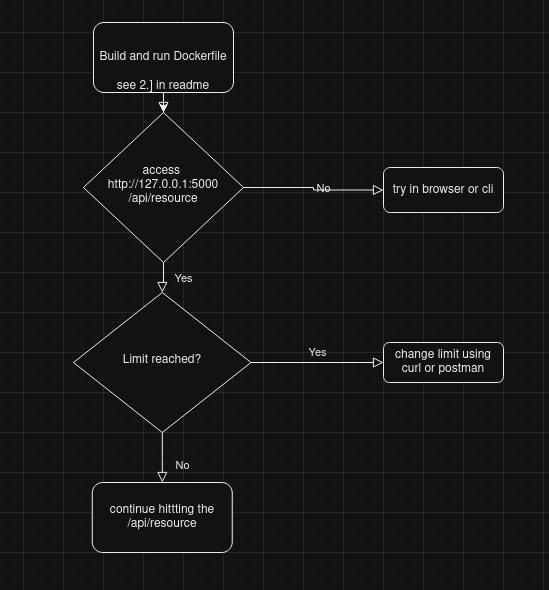 Build and run Dockerfile
see 2.] in readme
access
http://127.0.0.1:5000
/api/resource
No
try in browser or cli
Yes
Limit reached?
Yes
change limit using
curl or postman
No
continue hittting the
/api/resource